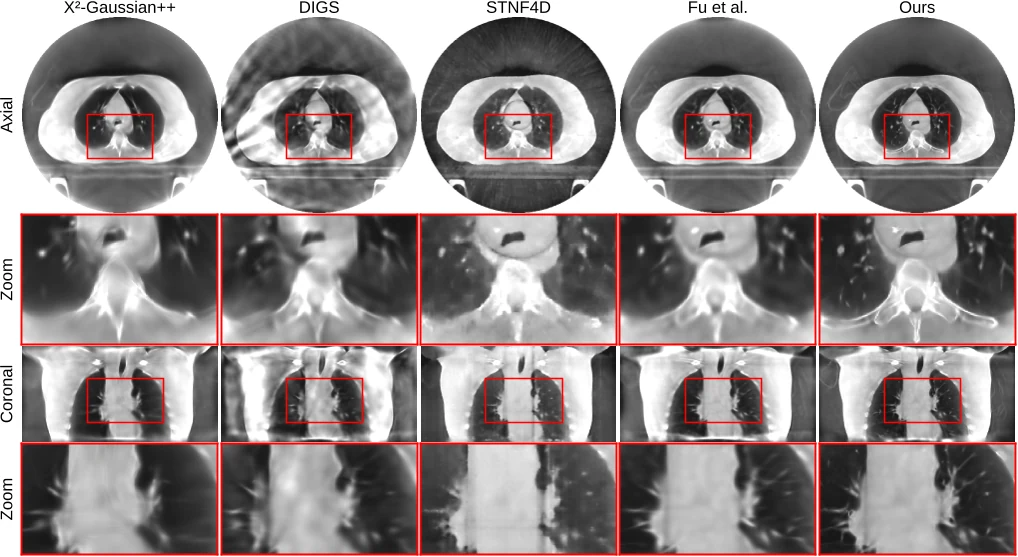 X²-Gaussian++ DIGS STNF4D Fu et al. Ours
Axial
Zoom
Coronal
Zoom